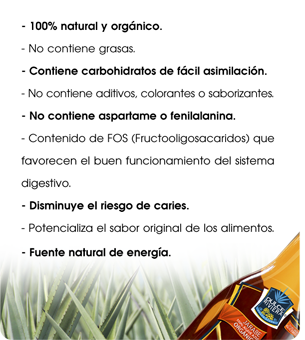 - 100% natural y orgánico.
- No contiene grasas.
- Contiene carbohidratos de fácil asimilación.
- No contiene aditivos, colorantes o saborizantes.
- No contiene aspartame o fenilalanina.
- Contenido de FOS (Fructooligosacaridos) que
favorecen el buen funcionamiento del sistema
digestivo.
- Disminuye el riesgo de caries.
- Potencializa el sabor original de los alimentos.
- Fuente natural de energía.
DULCE
RIVIERA